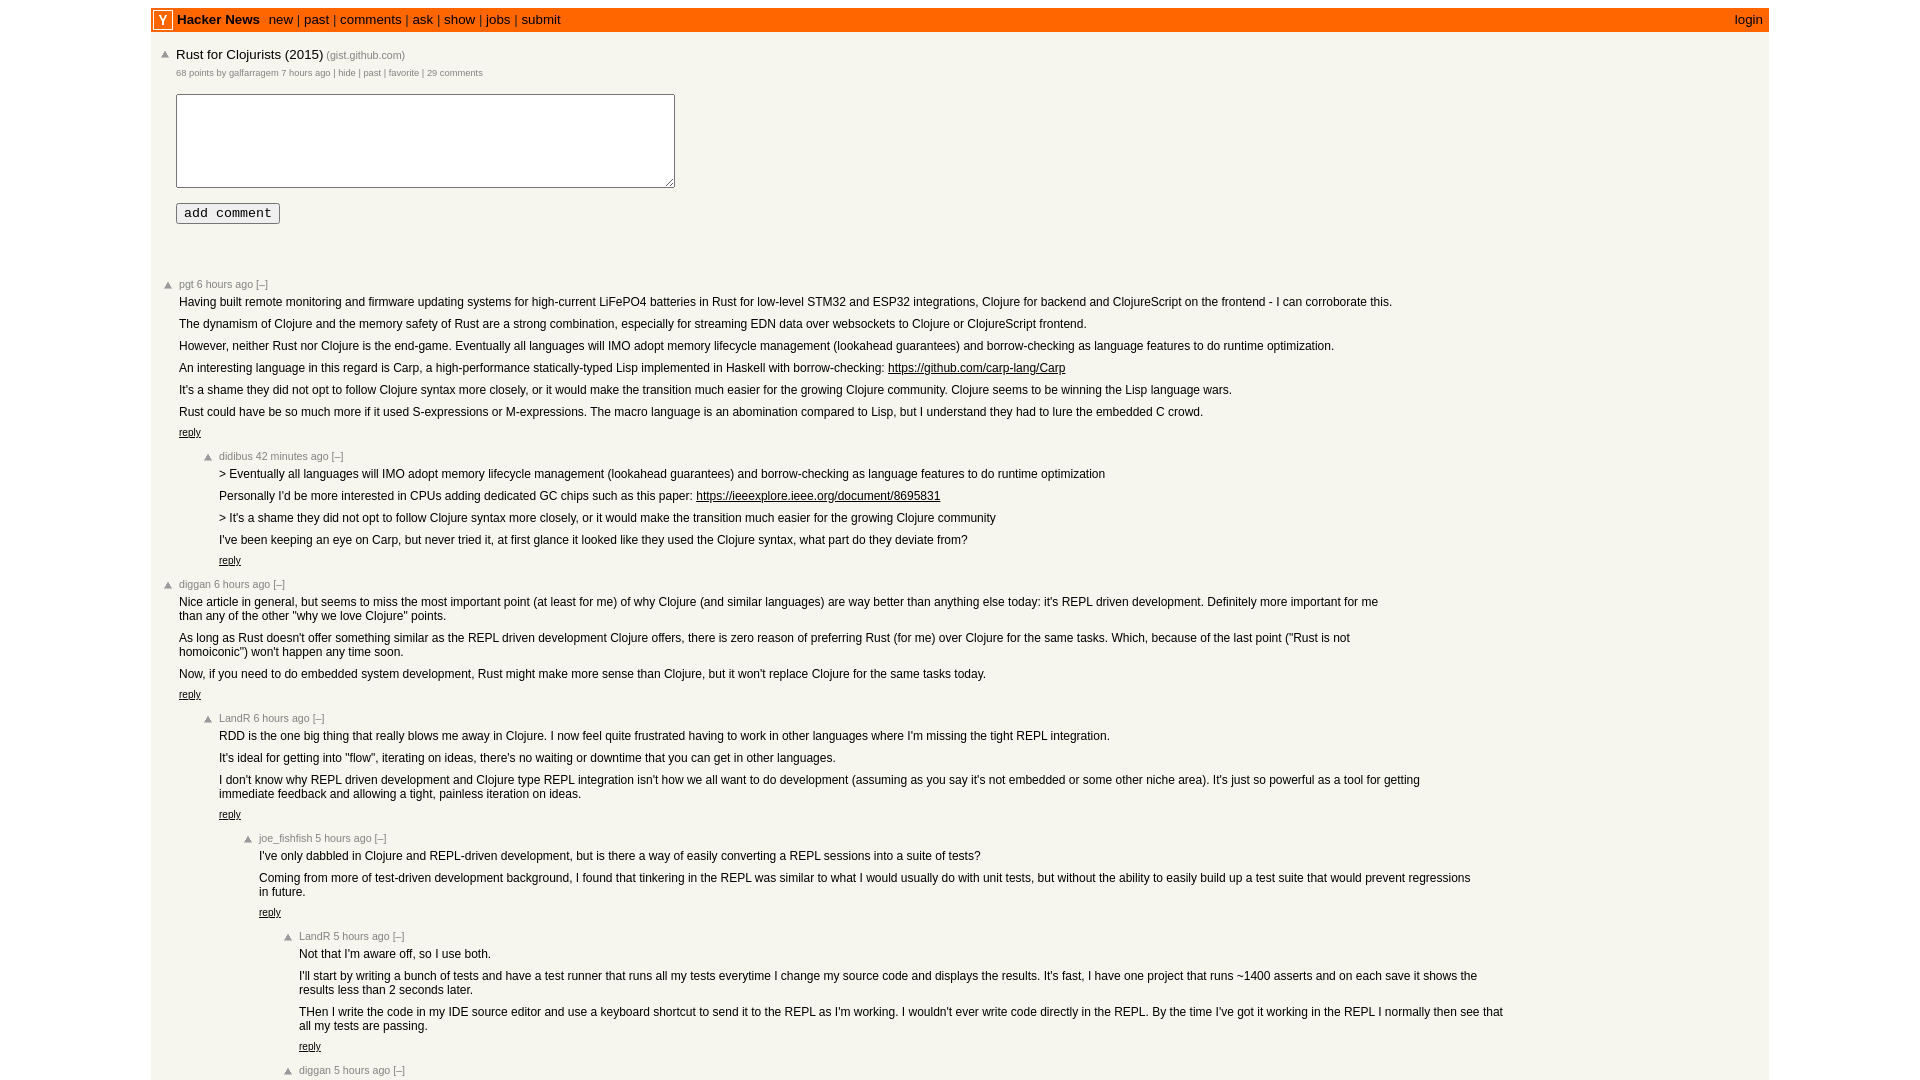 Y Hacker News new | past | comments | ask | show | jobs | submit login
Rust for Clojurists (2015) (gist.github.com)
68 points by galfarragem 7 hours ago | hide | past | favorite | 29 comments
add comment
pgt 6 hours ago [–]
Having built remote monitoring and firmware updating systems for high-current LiFePO4 batteries in Rust for low-level STM32 and ESP32 integrations, Clojure for backend and ClojureScript on the frontend - I can corroborate this.
The dynamism of Clojure and the memory safety of Rust are a strong combination, especially for streaming EDN data over websockets to Clojure or ClojureScript frontend.
However, neither Rust nor Clojure is the end-game. Eventually all languages will IMO adopt memory lifecycle management (lookahead guarantees) and borrow-checking as language features to do runtime optimization.
An interesting language in this regard is Carp, a high-performance statically-typed Lisp implemented in Haskell with borrow-checking: https://github.com/carp-lang/Carp
It's a shame they did not opt to follow Clojure syntax more closely, or it would make the transition much easier for the growing Clojure community. Clojure seems to be winning the Lisp language wars.
Rust could have be so much more if it used S-expressions or M-expressions. The macro language is an abomination compared to Lisp, but I understand they had to lure the embedded C crowd.
reply
didibus 42 minutes ago [–]
> Eventually all languages will IMO adopt memory lifecycle management (lookahead guarantees) and borrow-checking as language features to do runtime optimization
Personally I'd be more interested in CPUs adding dedicated GC chips such as this paper: https://ieeexplore.ieee.org/document/8695831
> It's a shame they did not opt to follow Clojure syntax more closely, or it would make the transition much easier for the growing Clojure community
I've been keeping an eye on Carp, but never tried it, at first glance it looked like they used the Clojure syntax, what part do they deviate from?
reply
diggan 6 hours ago [–]
Nice article in general, but seems to miss the most important point (at least for me) of why Clojure (and similar languages) are way better than anything else today: it's REPL driven development. Definitely more important for me
than any of the other "why we love Clojure" points.
As long as Rust doesn't offer something similar as the REPL driven development Clojure offers, there is zero reason of preferring Rust (for me) over Clojure for the same tasks. Which, because of the last point ("Rust is not
homoiconic") won't happen any time soon.
Now, if you need to do embedded system development, Rust might make more sense than Clojure, but it won't replace Clojure for the same tasks today.
reply
LandR 6 hours ago [–]
RDD is the one big thing that really blows me away in Clojure. I now feel quite frustrated having to work in other languages where I'm missing the tight REPL integration.
It's ideal for getting into "flow", iterating on ideas, there's no waiting or downtime that you can get in other languages.
I don't know why REPL driven development and Clojure type REPL integration isn't how we all want to do development (assuming as you say it's not embedded or some other niche area). It's just so powerful as a tool for getting
immediate feedback and allowing a tight, painless iteration on ideas.
reply
joe_fishfish 5 hours ago [–]
I've only dabbled in Clojure and REPL-driven development, but is there a way of easily converting a REPL sessions into a suite of tests?
Coming from more of test-driven development background, I found that tinkering in the REPL was similar to what I would usually do with unit tests, but without the ability to easily build up a test suite that would prevent regressions
in future.
reply
LandR 5 hours ago [–]
Not that I'm aware off, so I use both.
I'll start by writing a bunch of tests and have a test runner that runs all my tests everytime I change my source code and displays the results. It's fast, I have one project that runs ~1400 asserts and on each save it shows the
results less than 2 seconds later.
THen I write the code in my IDE source editor and use a keyboard shortcut to send it to the REPL as I'm working. I wouldn't ever write code directly in the REPL. By the time I've got it working in the REPL I normally then see that
all my tests are passing.
reply
diggan 5 hours ago [–]